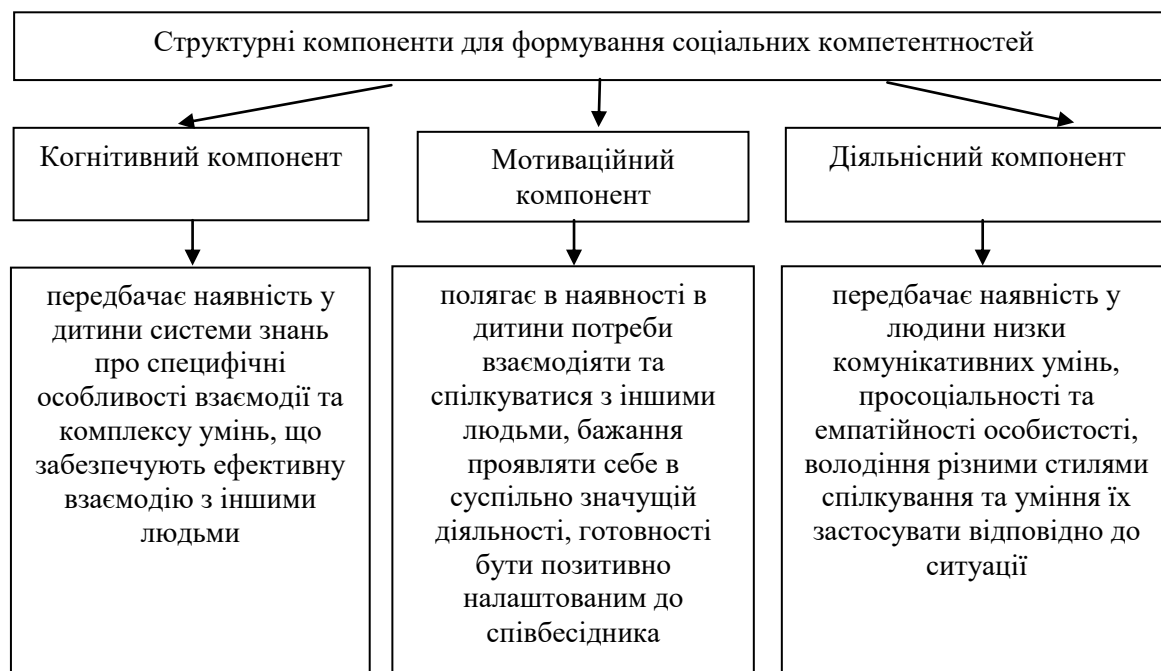 Структурні компоненти для формування соціальних компетентностей
Когнітивний компонент
Мотиваційний
компонент
Діяльнісний компонент
передбачає наявність у
дитини системи знань
про специфічні
особливості взаємодії та
комплексу умінь, що
забезпечують ефективну
взаємодію з іншими
людьми
полягає в наявності в
дитини потреби
взаємодіяти та
спілкуватися з іншими
людьми, бажання
проявляти себе в
суспільно значущій
діяльності, готовності
бути позитивно
налаштованим до
співбесідника
передбачає наявність у
людини низки
комунікативних умінь,
просоціальності та
емпатійності особистості,
володіння різними стилями
спілкування та уміння їх
застосувати відповідно до
ситуації